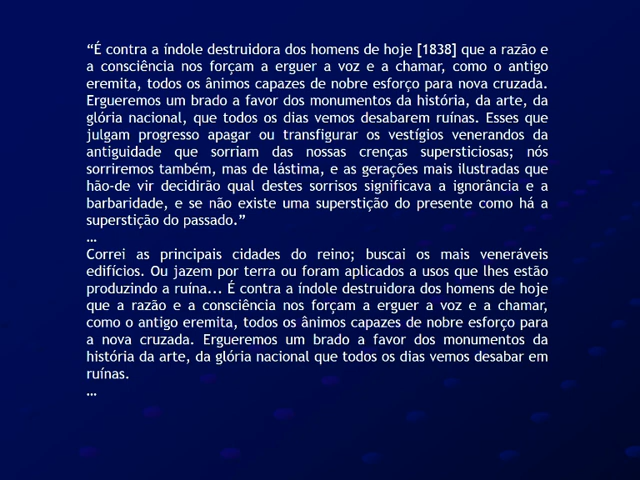 “É contra a índole destruidora dos homens de hoje [1838] que a razão e
a consciência nos forçam a erguer a voz e a chamar, como o antigo
eremita, todos os ânimos capazes de nobre esforço para nova cruzada.
Ergueremos um brado a favor dos monumentos da história, da arte, da
glória nacional, que todos os dias vemos desabarem ruínas. Esses que
julgam progresso apagar ou transfigurar os vestígios venerandos da
antiguidade que sorriam das nossas crenças supersticiosas; nós
sorriremos também, mas de lástima, e as gerações mais ilustradas que
hão-de vir decidirão qual destes sorrisos significava a ignorância e a
barbaridade, e se não existe uma superstição do presente como há a
superstição do passado.”
…
Correi as principais cidades do reino; buscai os mais veneráveis
edifícios. Ou jazem por terra ou foram aplicados a usos que lhes estão
produzindo a ruína... É contra a índole destruidora dos homens de hoje
que a razão e a consciência nos forçam a erguer a voz e a chamar,
como o antigo eremita, todos os ânimos capazes de nobre esforço para
a nova cruzada. Ergueremos um brado a favor dos monumentos da
história da arte, da glória nacional que todos os dias vemos desabar em
ruínas.
…